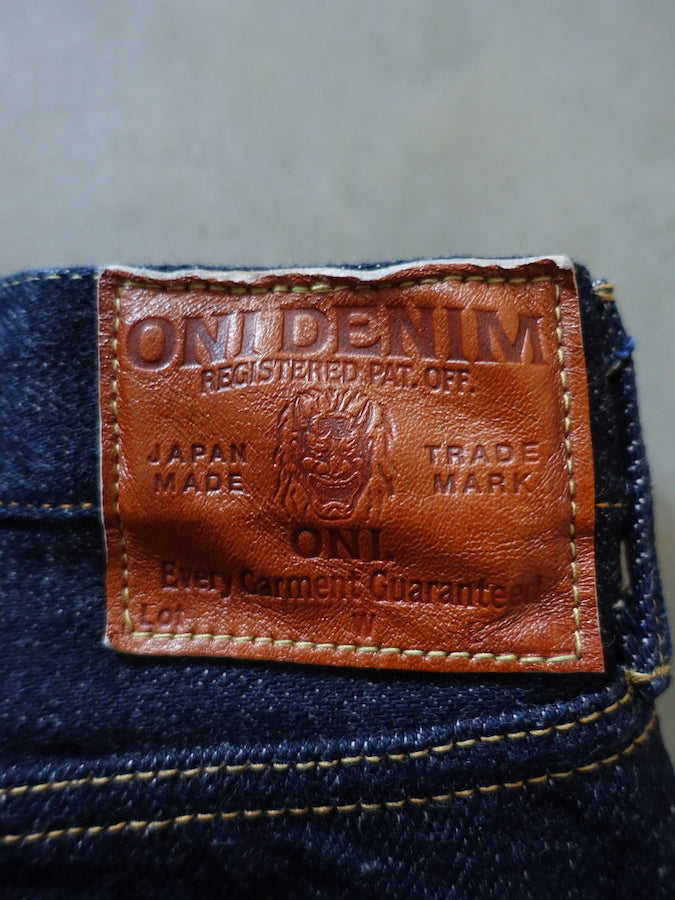 ONI DENIM
REGISTERED PAT. OFF.
JAPAN MADE
TRADE MARK
ONI.
Every Garment Guaranteed
Lot W L